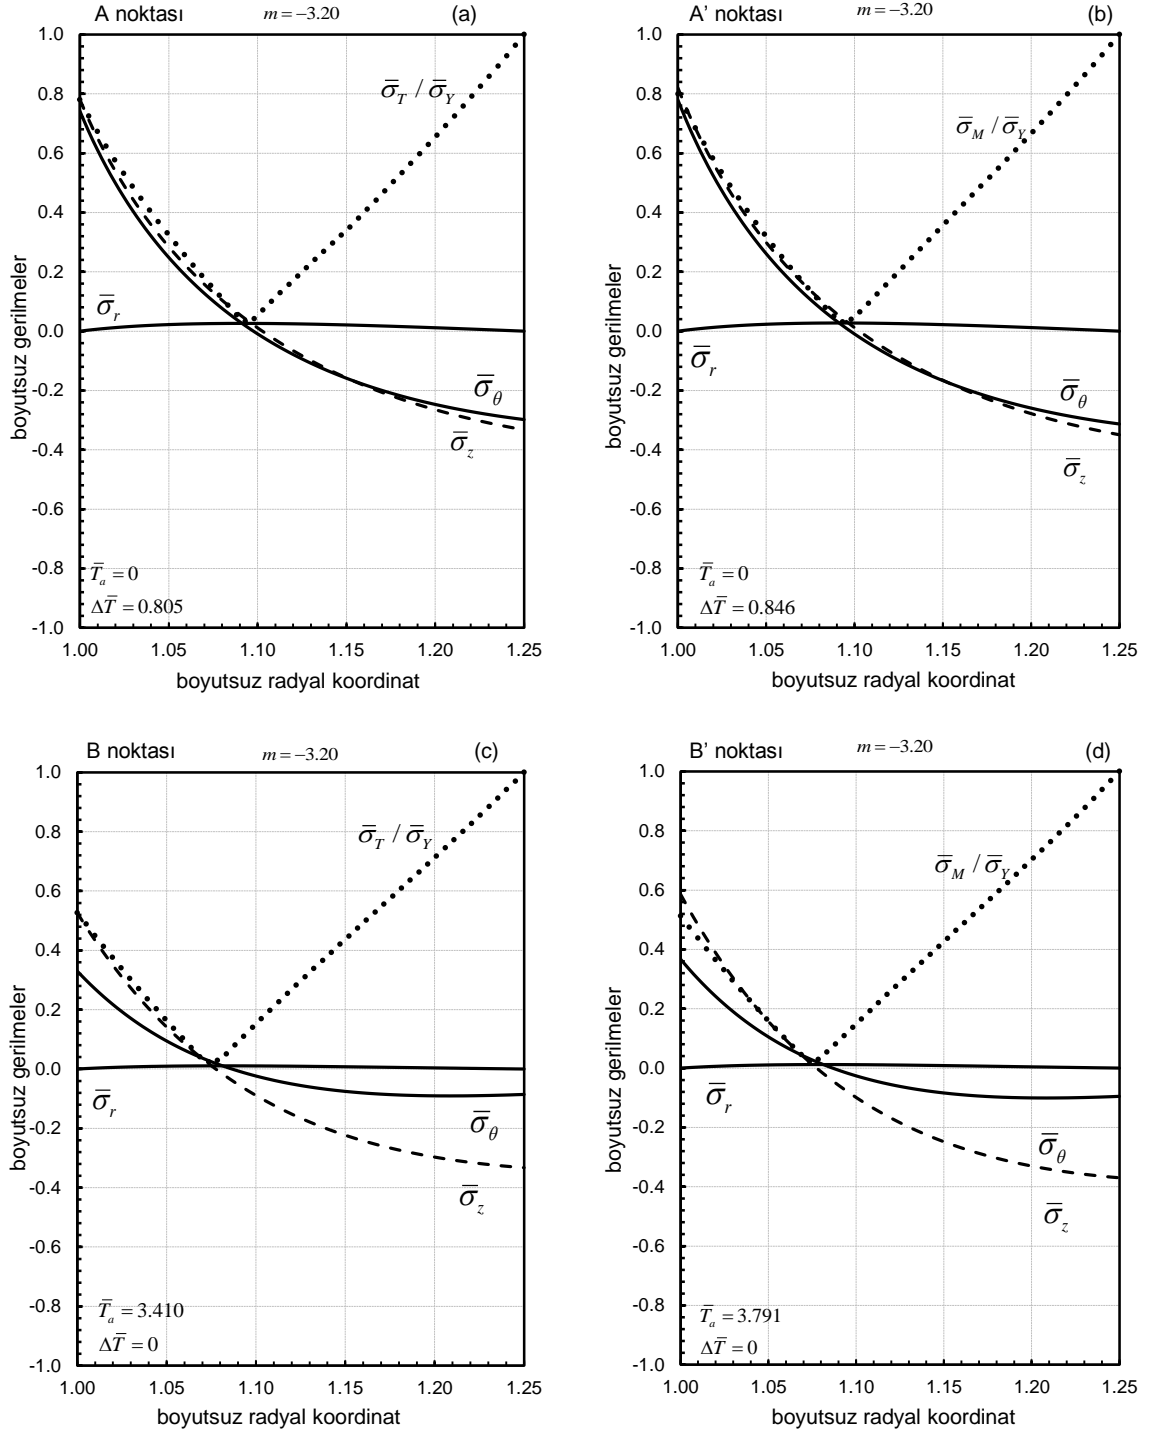 A noktası m = −3.20 (a)
1.0
0.8
0.6
0.4
0.2
0.0
-0.2
-0.4
-0.6
-0.8
-1.0
boyutsuz gerilmeler
σ̅_T / σ̅_Y
σ̅_r
σ̅_θ
σ̅_z
T̅_a = 0
ΔT̅ = 0.805
1.00 1.05 1.10 1.15 1.20 1.25
boyutsuz radyal koordinat
A’ noktası m = −3.20 (b)
1.0
0.8
0.6
0.4
0.2
0.0
-0.2
-0.4
-0.6
-0.8
-1.0
boyutsuz gerilmeler
σ̅_M / σ̅_Y
σ̅_r
σ̅_θ
σ̅_z
T̅_a = 0
ΔT̅ = 0.846
1.00 1.05 1.10 1.15 1.20 1.25
boyutsuz radyal koordinat
B noktası m = −3.20 (c)
1.0
0.8
0.6
0.4
0.2
0.0
-0.2
-0.4
-0.6
-0.8
-1.0
boyutsuz gerilmeler
σ̅_T / σ̅_Y
σ̅_r
σ̅_θ
σ̅_z
T̅_a = 3.410
ΔT̅ = 0
1.00 1.05 1.10 1.15 1.20 1.25
boyutsuz radyal koordinat
B’ noktası m = −3.20 (d)
1.0
0.8
0.6
0.4
0.2
0.0
-0.2
-0.4
-0.6
-0.8
-1.0
boyutsuz gerilmeler
σ̅_M / σ̅_Y
σ̅_r
σ̅_θ
σ̅_z
T̅_a = 3.791
ΔT̅ = 0
1.00 1.05 1.10 1.15 1.20 1.25
boyutsuz radyal koordinat